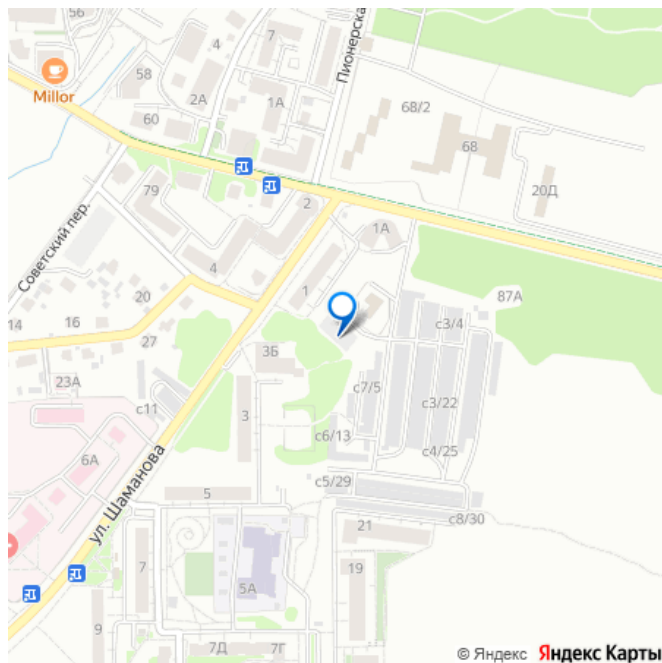 56
4
7
Пионерска
58
Millor
2А
1А
68/2
60
68
79
20Д
2
Советский пер.
1А
4
1
20
87А
14
16
27
с3/4
3Б
23А
с7/5
с11
3
с3/22
с6/13
6А
с4/25
ул. Шаманова
с5/29
5
с8/30
21
7
19
5А
9
7Д
7Г
© Яндекс Яндекс Карты